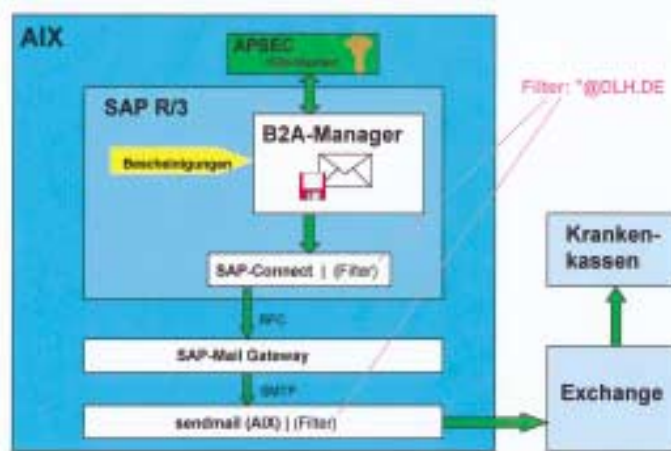 AIX
APSEC
SAP R/3
Filter: "@DLH.DE
B2A-Manager
Bescheinigungen
Kranken-
kassen
SAP-Connect | (Filter)
RFC
SAP-Mail Gateway
SMTP
Exchange
sendmail (AIX) | (Filter)